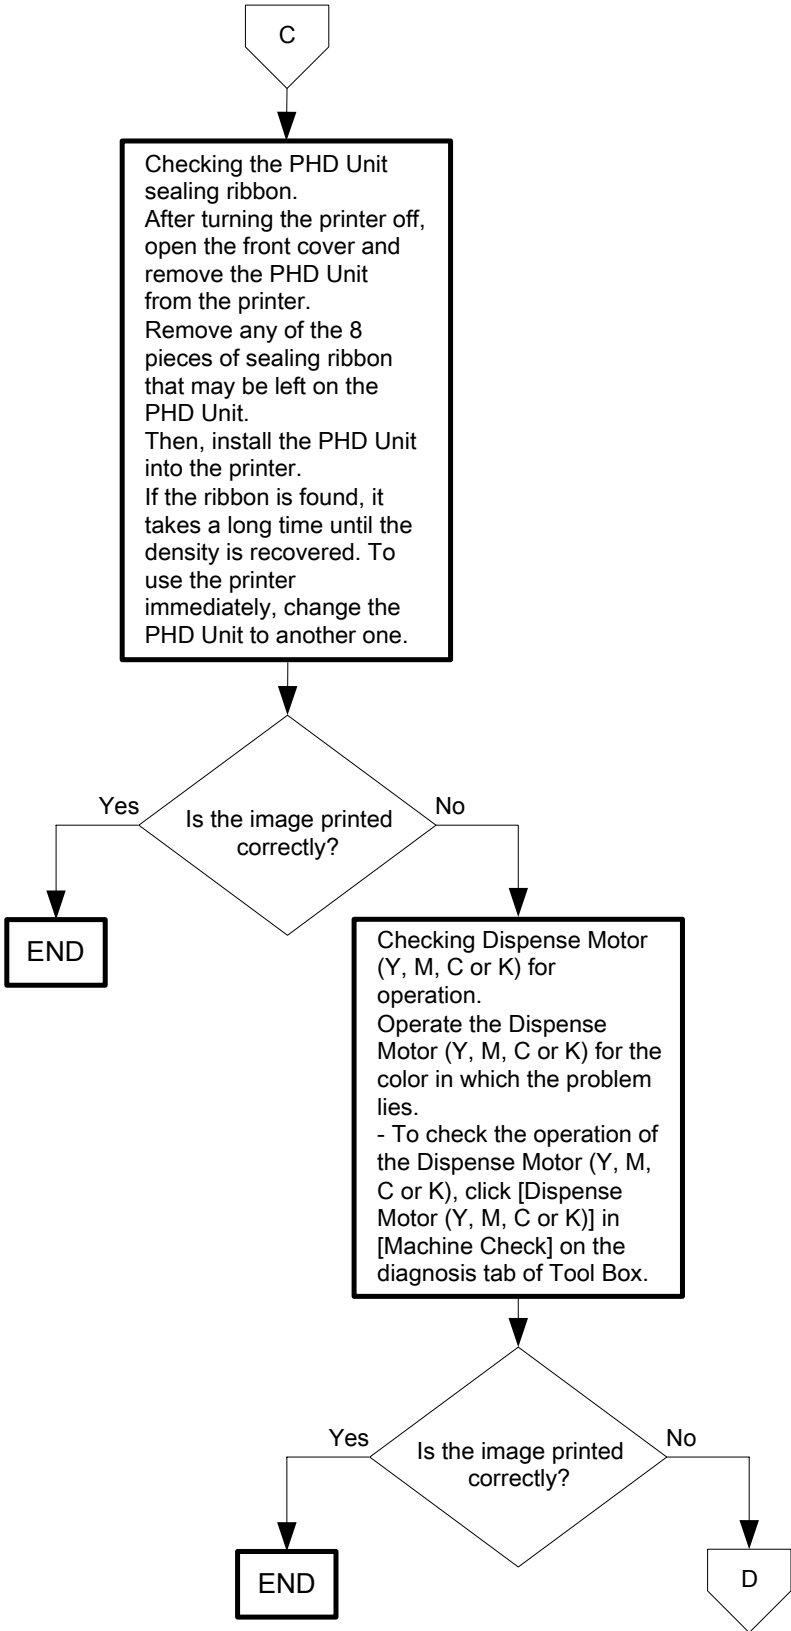 C
Checking the PHD Unit
sealing ribbon.
After turning the printer off,
open the front cover and
remove the PHD Unit
from the printer.
Remove any of the 8
pieces of sealing ribbon
that may be left on the
PHD Unit.
Then, install the PHD Unit
into the printer.
If the ribbon is found, it
takes a long time until the
density is recovered. To
use the printer
immediately, change the
PHD Unit to another one.
Yes
Is the image printed
correctly?
No
END
Checking Dispense Motor
(Y, M, C or K) for
operation.
Operate the Dispense
Motor (Y, M, C or K) for the
color in which the problem
lies.
- To check the operation of
the Dispense Motor (Y, M,
C or K), click [Dispense
Motor (Y, M, C or K)] in
[Machine Check] on the
diagnosis tab of Tool Box.
Yes
Is the image printed
correctly?
No
END
D